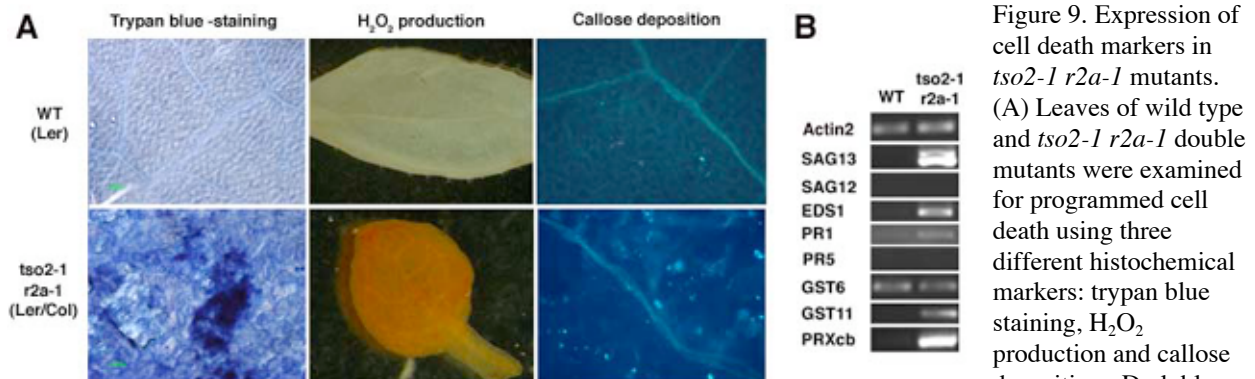 A
Trypan blue -staining
H₂O₂ production
Callose deposition
WT
(Ler)
tso2-1
r2a-1
(Ler/Col)
B
WT
tso2-1
r2a-1
Actin2
SAG13
SAG12
EDS1
PR1
PR5
GST6
GST11
PRXcb
Figure 9. Expression of
cell death markers in
tso2-1 r2a-1 mutants.
(A) Leaves of wild type
and tso2-1 r2a-1 double
mutants were examined
for programmed cell
death using three
different histochemical
markers: trypan blue
staining, H₂O₂
production and callose